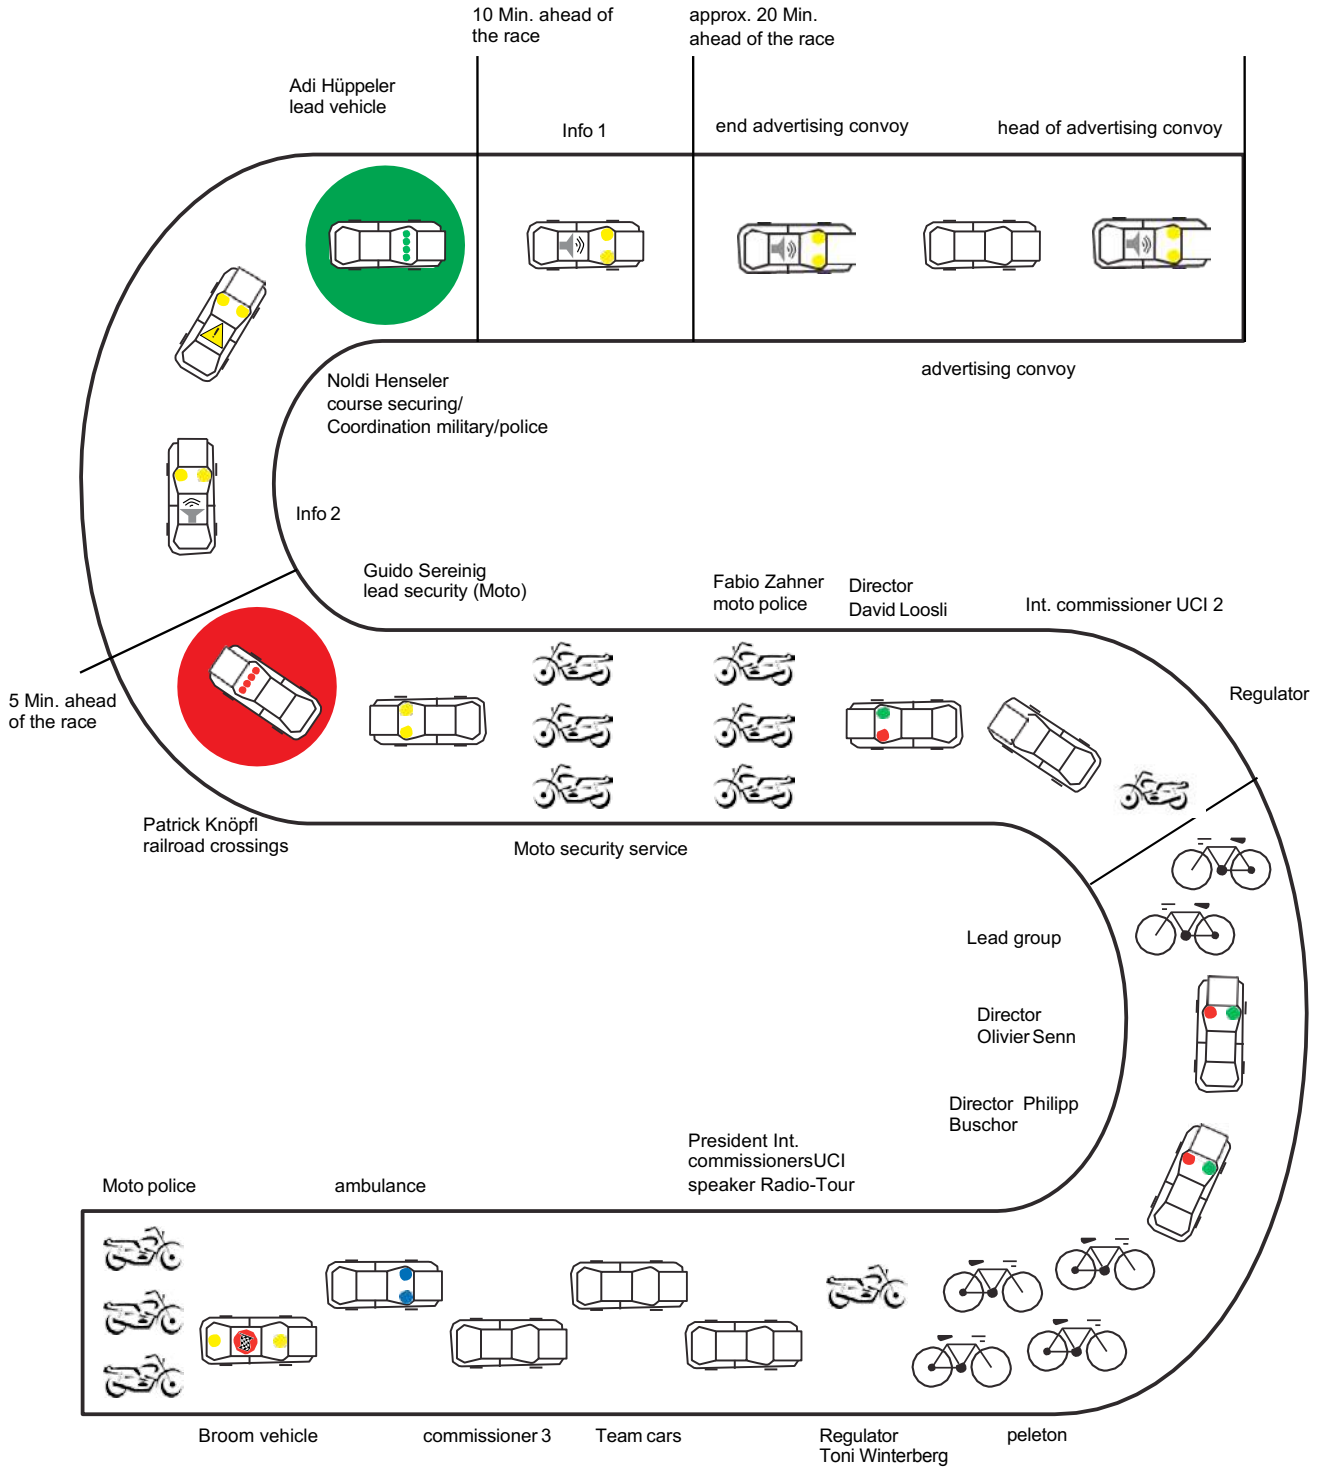 10 Min. ahead of
the race
approx. 20 Min.
ahead of the race
Adi Hüppeler
lead vehicle
Info 1
end advertising convoy
head of advertising convoy
advertising convoy
Noldi Henseler
course securing/
Coordination military/police
Info 2
Guido Sereinig
lead security (Moto)
Fabio Zahner
moto police
Director
David Loosli
Int. commissioner UCI 2
Regulator
5 Min. ahead
of the race
Patrick Knöpfl
railroad crossings
Moto security service
Lead group
Director
Olivier Senn
Director Philipp
Buschor
President Int.
commissionersUCI
speaker Radio-Tour
Moto police
ambulance
Broom vehicle
commissioner 3
Team cars
Regulator
Toni Winterberg
peleton